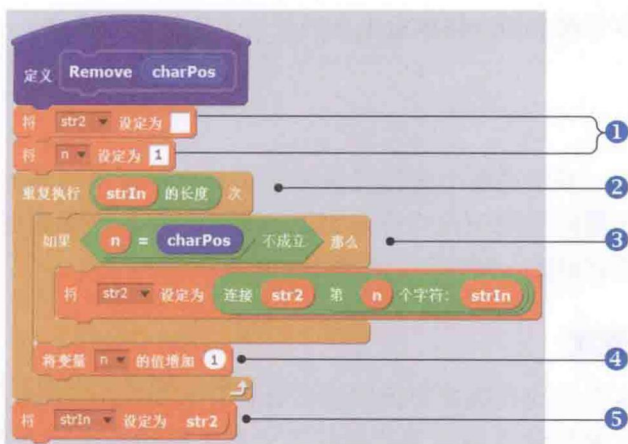 定义 Remove charPos
将 str2 设定为
将 n 设定为 1
1
重复执行 strIn 的长度 次
2
如果 n = charPos 不成立 那么
3
将 str2 设定为 连接 str2 第 n 个字符: strIn
将变量 n 的值增加 1
4
将 strIn 设定为 str2
5